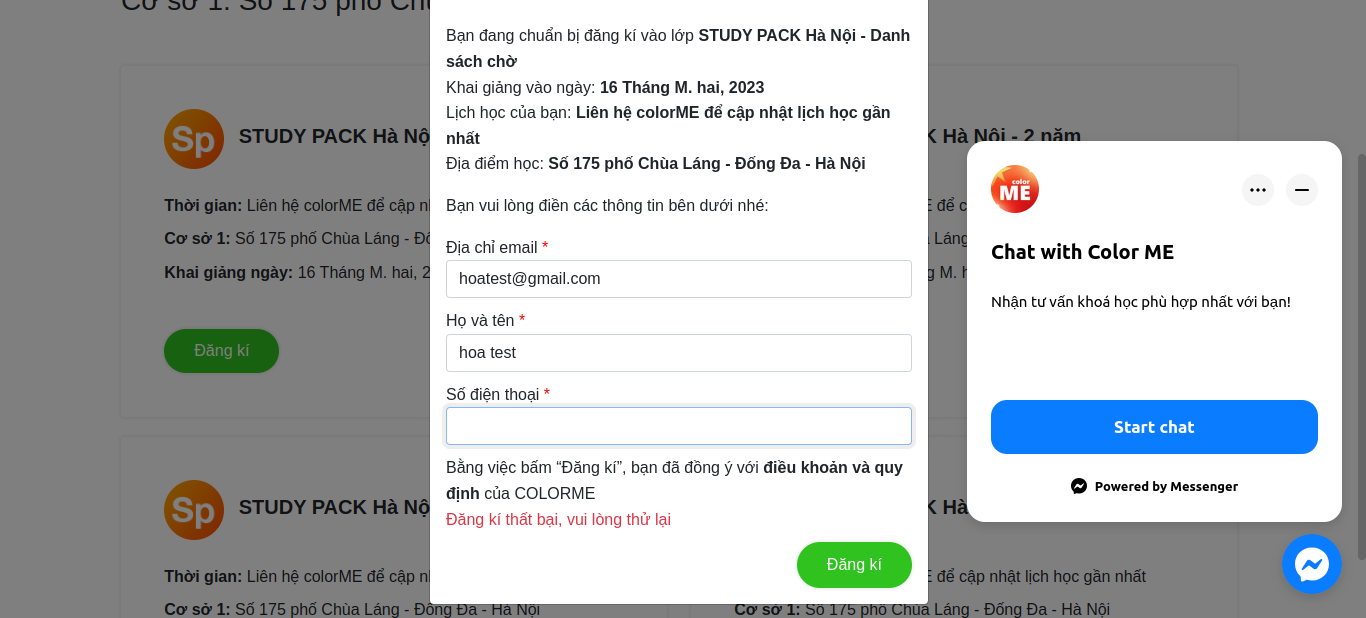 Cơ sở 1: Số 175 phố Chù
Bạn đang chuẩn bị đăng kí vào lớp STUDY PACK Hà Nội - Danh
sách chờ
Khai giảng vào ngày: 16 Tháng M. hai, 2023
Lịch học của bạn: Liên hệ colorME để cập nhật lịch học gần
nhất
Địa điểm học: Số 175 phố Chùa Láng - Đống Đa - Hà Nội
Bạn vui lòng điền các thông tin bên dưới nhé:
Địa chỉ email *
hoatest@gmail.com
Họ và tên *
hoa test
Số điện thoại *
Bằng việc bấm “Đăng kí”, bạn đã đồng ý với điều khoản và quy
định của COLORME
Đăng kí thất bại, vui lòng thử lại
Đăng kí
Sp
STUDY PACK Hà Nộ
Thời gian: Liên hệ colorME để cập n
Cơ sở 1: Số 175 phố Chùa Láng - Đố
Khai giảng ngày: 16 Tháng M. hai, 2
Đăng kí
K Hà Nội - 2 năm
E để c
a Láng
g M. h
color
ME
Chat with Color ME
Nhận tư vấn khoá học phù hợp nhất với bạn!
Start chat
Powered by Messenger
Sp
STUDY PACK Hà Nộ
Thời gian: Liên hệ colorME để cập n
Cơ sở 1: Số 175 phố Chùa Láng - Đống Đa - Hà Nội
K Hà N
E để cập nhật lịch học gần nhất
Cơ sở 1: Số 175 phố Chùa Láng - Đống Đa - Hà Nội